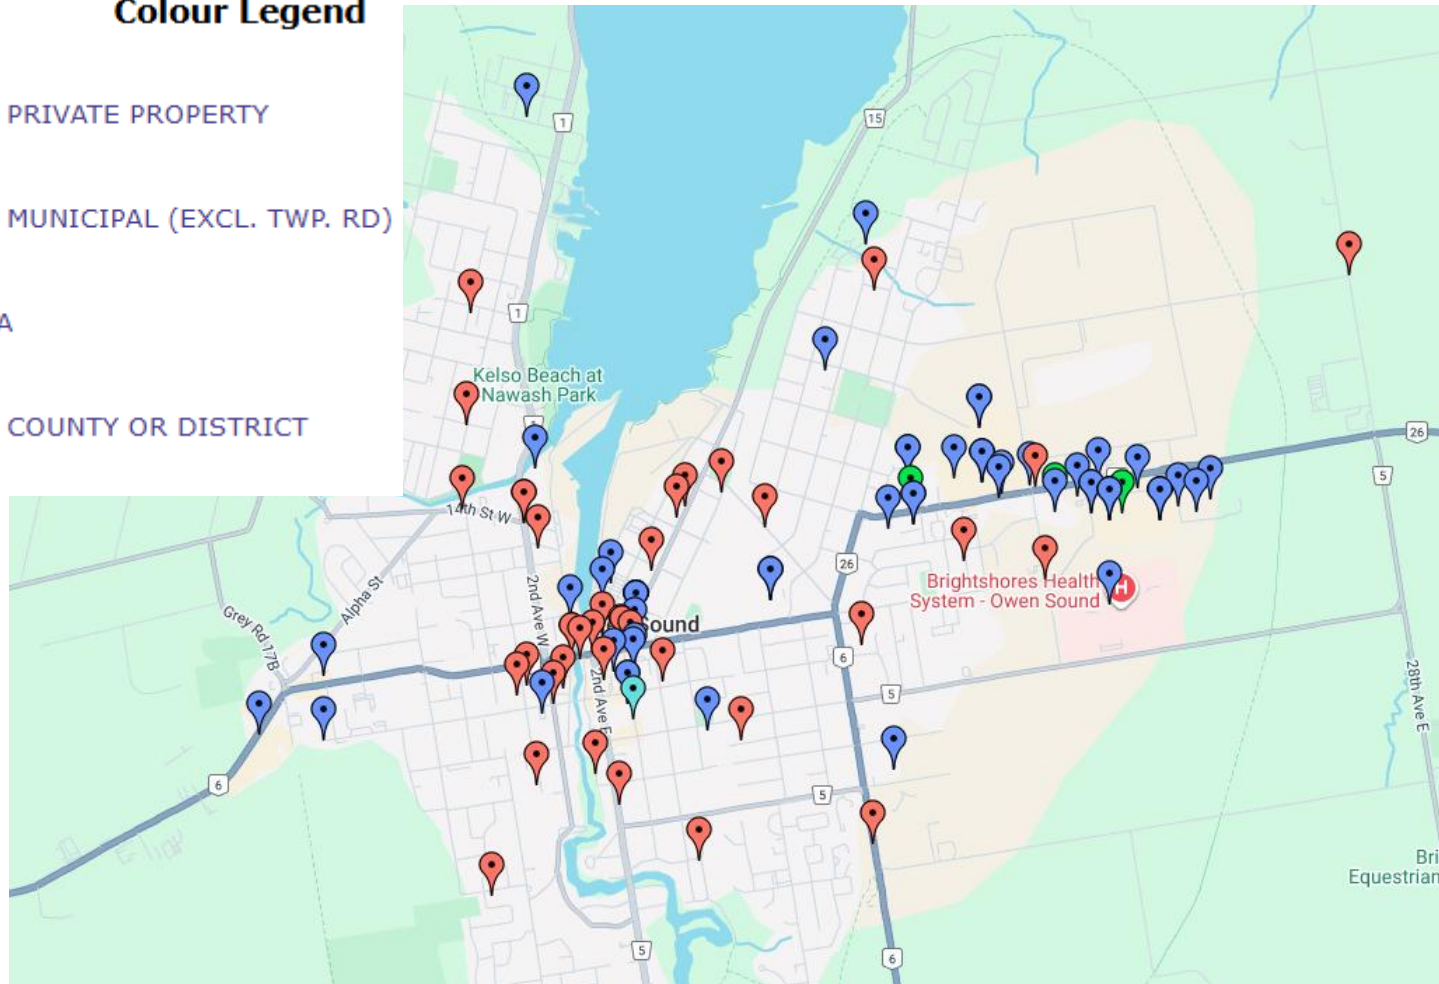 Colour Legend
PRIVATE PROPERTY
MUNICIPAL (EXCL. TWP. RD)
A
COUNTY OR DISTRICT
1
15
1
Kelso Beach at
Nawash Park
26
5
14th St W
26
Alpha St
2nd Ave W
Grey Rd 17B
Brightshores Health
System - Owen Sound
H
Sound
6
5
2nd Ave E
28th Ave E
6
5
Bri
Equestrian
5
6